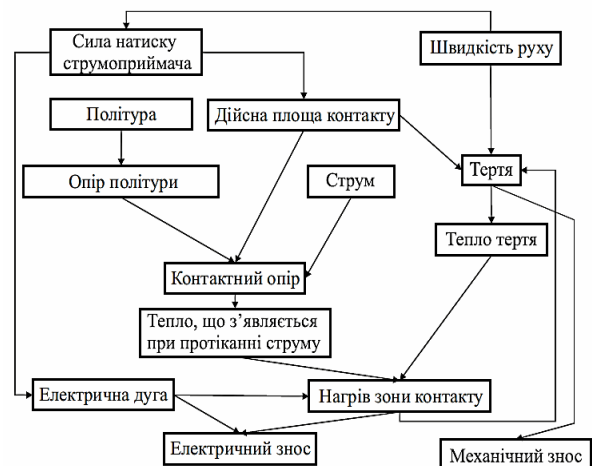 Сила натиску
струмоприймача
Швидкість руху
Політура
Дійсна площа контакту
Опір політури
Струм
Тертя
Тепло тертя
Контактний опір
Тепло, що з’являється
при протіканні струму
Електрична дуга
Нагрів зони контакту
Електричний знос
Механічний знос